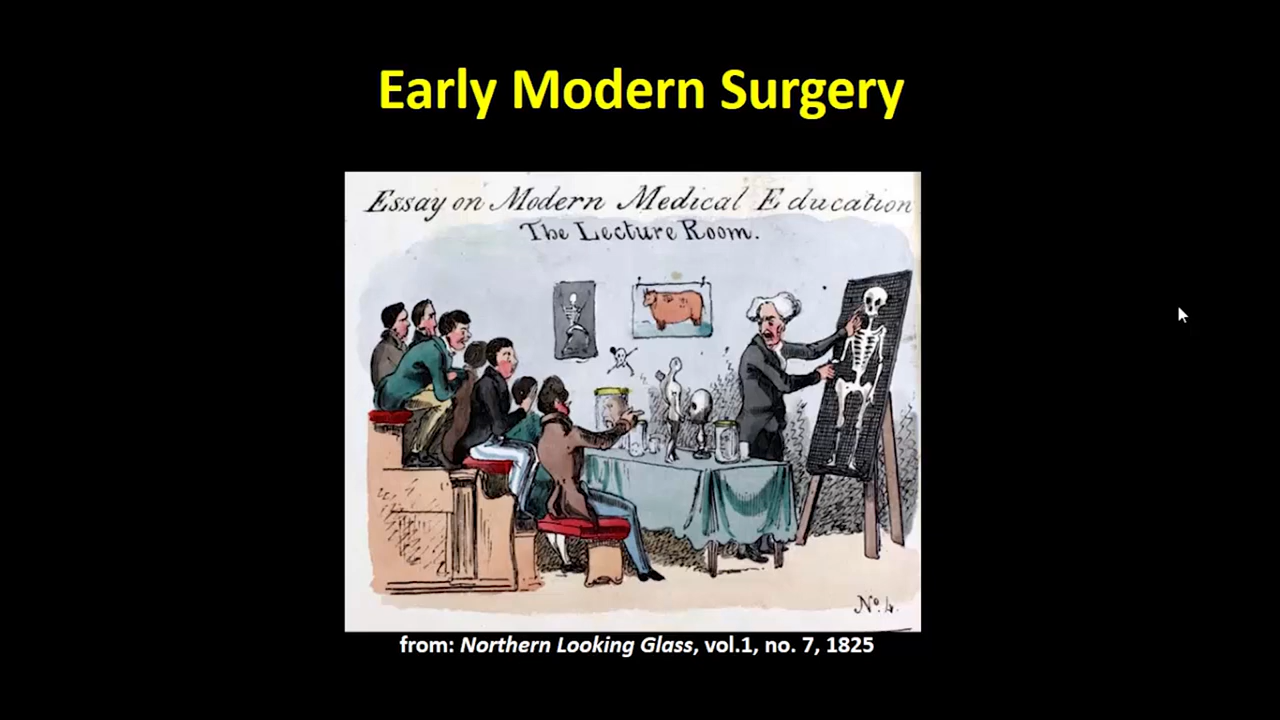 Early Modern Surgery
Essay on Modern Medical Education
The Lecture Room.
No. 4.
from: Northern Looking Glass, vol.1, no. 7, 1825